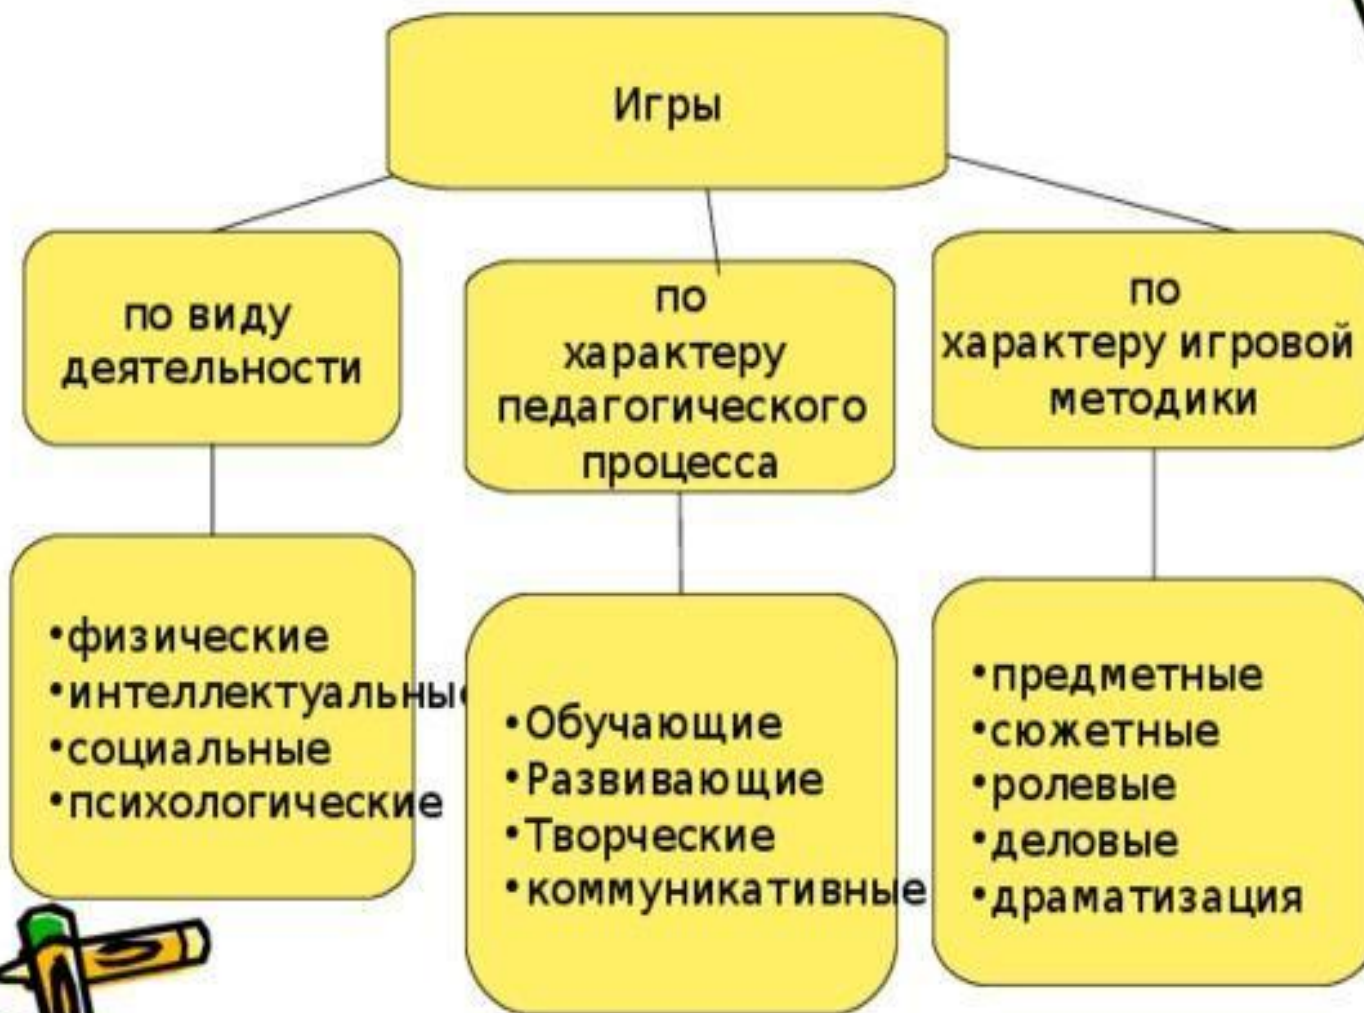 Игры
по виду
деятельности
по
характеру
педагогического
процесса
по
характеру игровой
методики
•физические
•интеллектуальные
•социальные
•психологические
•Обучающие
•Развивающие
•Творческие
•коммуникативные
•предметные
•сюжетные
•ролевые
•деловые
•драматизация